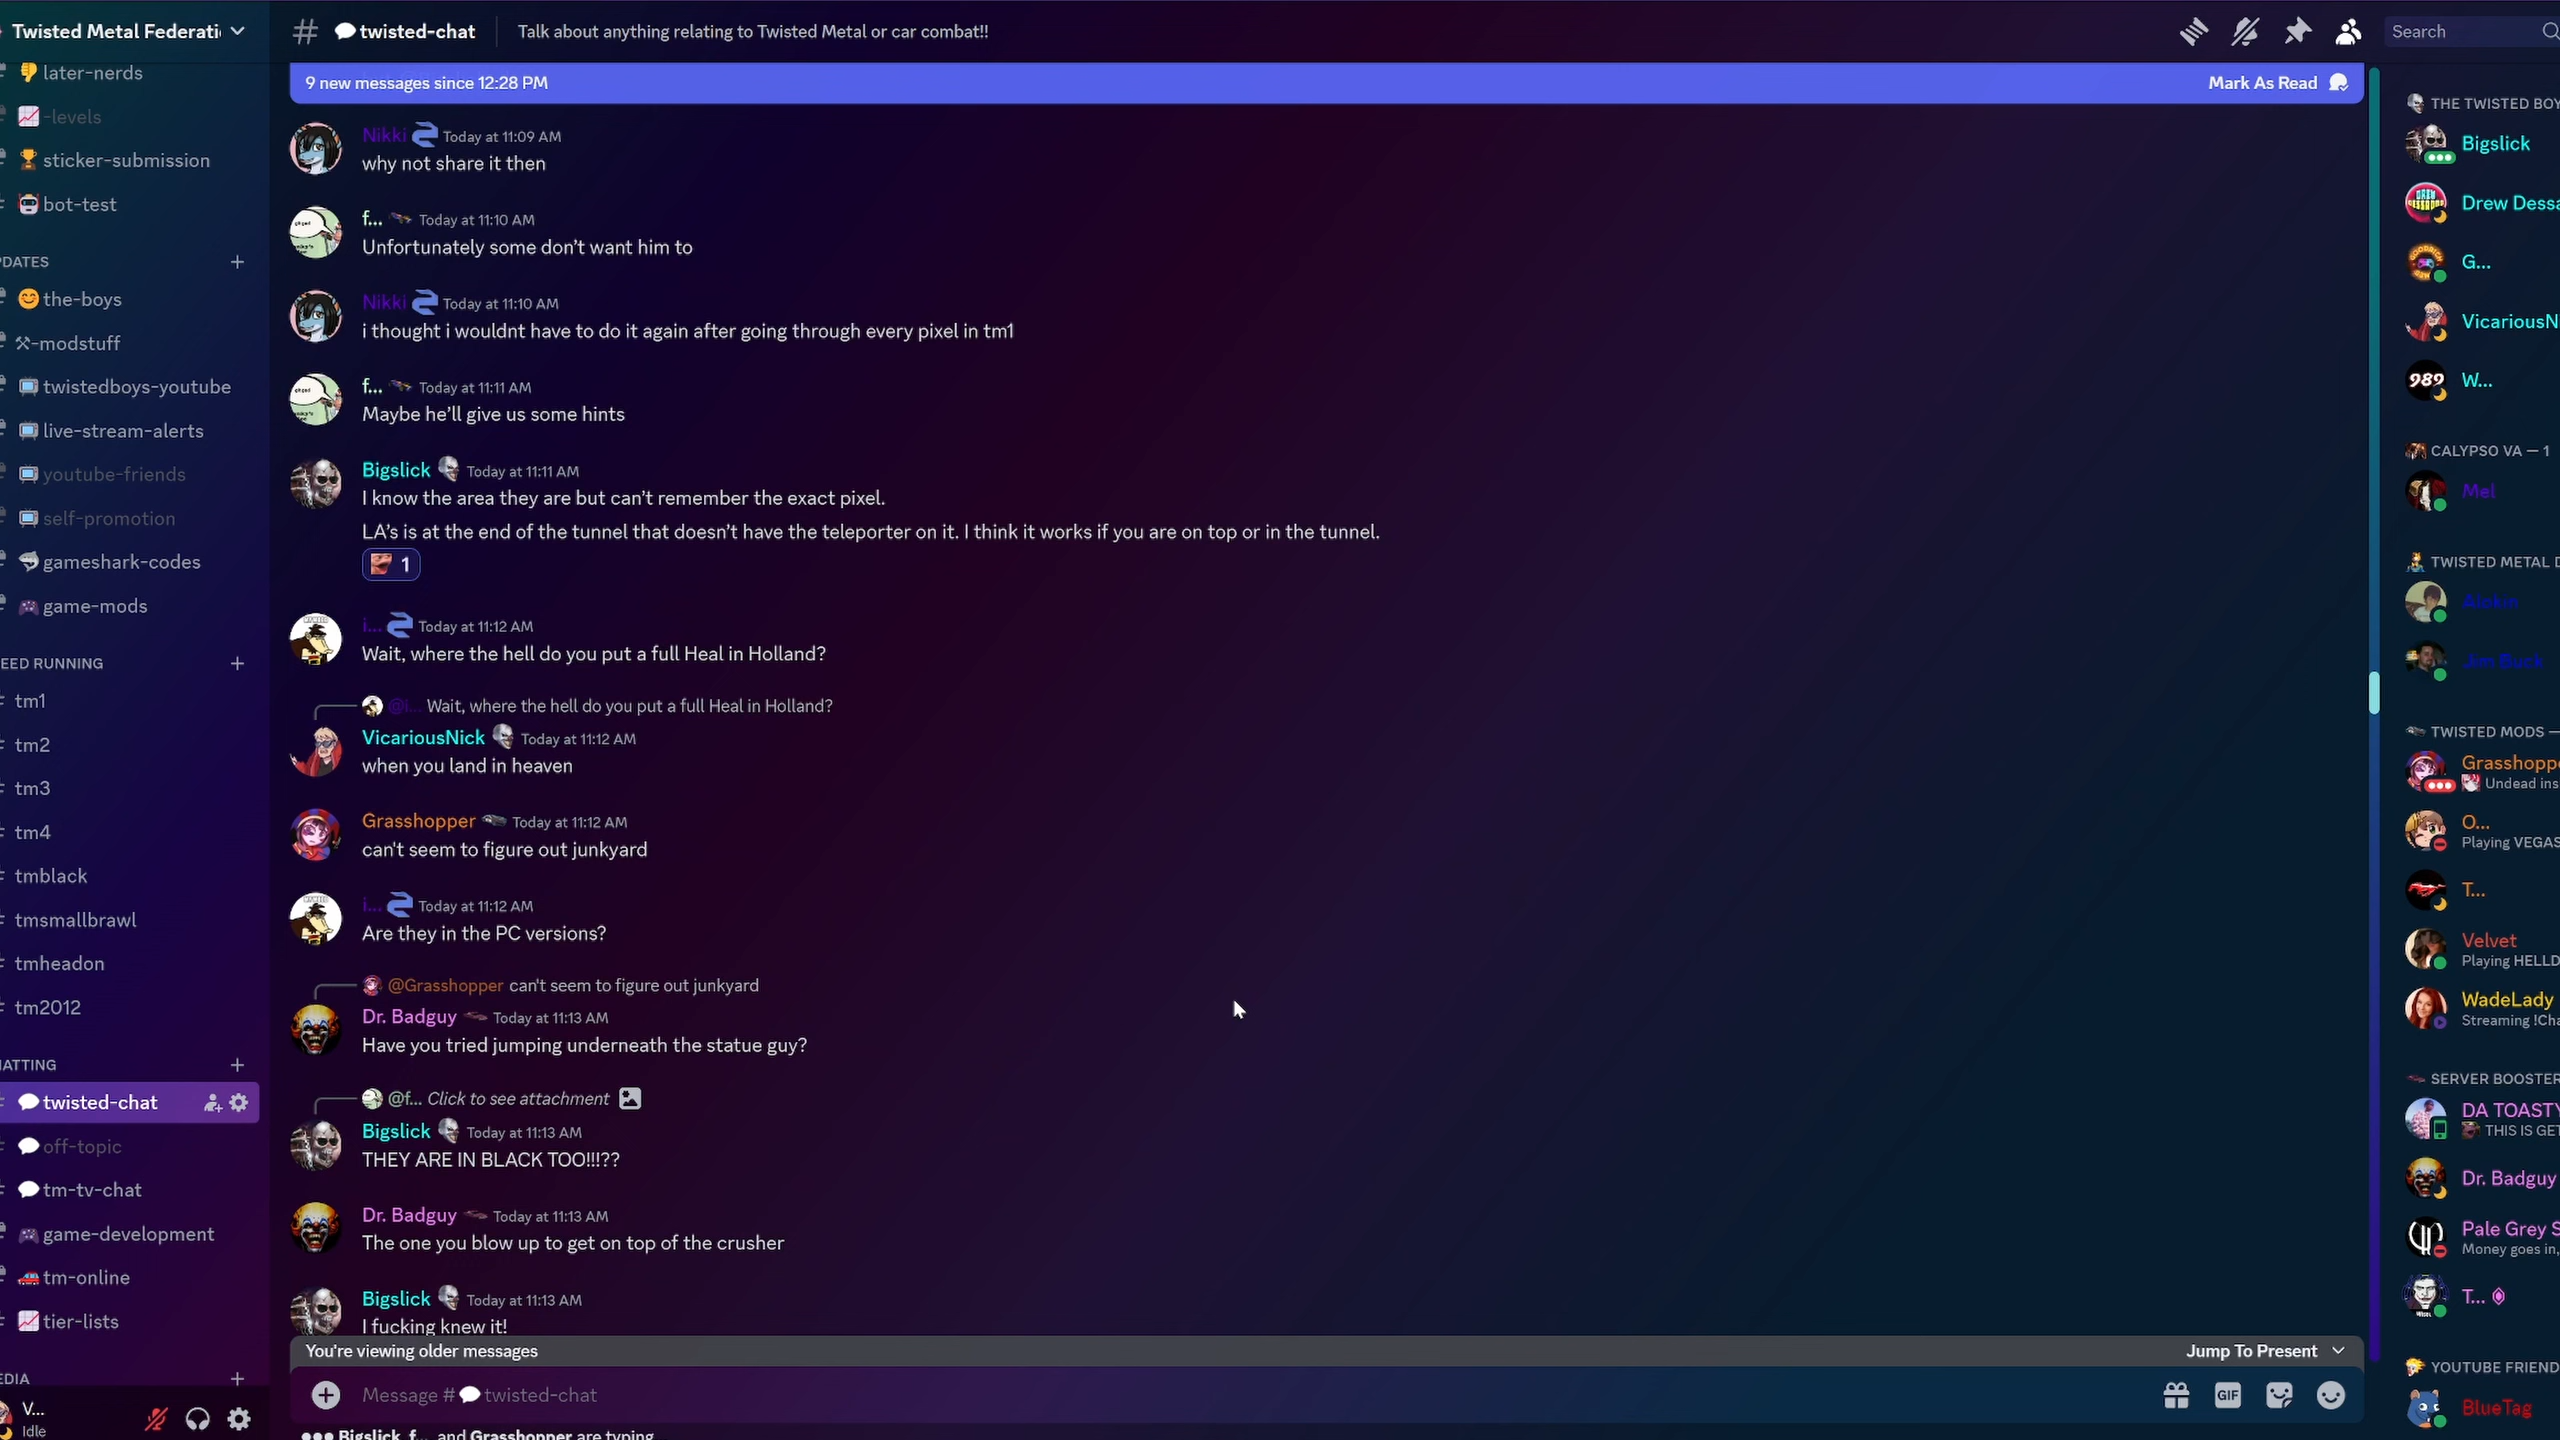 Twisted Metal Federati
later-nerds
-levels
sticker-submission
bot-test
PDATES
the-boys
-modstuff
twistedboys-youtube
live-stream-alerts
youtube-friends
self-promotion
gameshark-codes
game-mods
EED RUNNING
tm1
tm2
tm3
tm4
tmblack
tmsmallbrawl
tmheadon
tm2012
HATTING
twisted-chat
off-topic
tm-tv-chat
game-development
tm-online
tier-lists
EDIA
V...
Idle
# twisted-chat Talk about anything relating to Twisted Metal or car combat!!
Search
9 new messages since 12:28 PM Mark As Read
Nikki Today at 11:09 AM
why not share it then
f... Today at 11:10 AM
Unfortunately some don't want him to
Nikki Today at 11:10 AM
i thought i wouldnt have to do it again after going through every pixel in tm1
f... Today at 11:11 AM
Maybe he'll give us some hints
Bigslick Today at 11:11 AM
I know the area they are but can't remember the exact pixel.
LA's is at the end of the tunnel that doesn't have the teleporter on it. I think it works if you are on top or in the tunnel.
1
i... Today at 11:12 AM
Wait, where the hell do you put a full Heal in Holland?
@i... Wait, where the hell do you put a full Heal in Holland?
VicariousNick Today at 11:12 AM
when you land in heaven
Grasshopper Today at 11:12 AM
can't seem to figure out junkyard
i... Today at 11:12 AM
Are they in the PC versions?
@Grasshopper can't seem to figure out junkyard
Dr. Badguy Today at 11:13 AM
Have you tried jumping underneath the statue guy?
@f... Click to see attachment
Bigslick Today at 11:13 AM
THEY ARE IN BLACK TOO!!!??
Dr. Badguy Today at 11:13 AM
The one you blow up to get on top of the crusher
Bigslick Today at 11:13 AM
I fucking knew it!
You're viewing older messages Jump To Present
Message # twisted-chat
GIF
Bigslick, f... and Grasshopper are typing
THE TWISTED BOY
Bigslick
Drew Dessa
G...
VicariousN
989
W...
CALYPSO VA — 1
Mel
TWISTED METAL D
Alokin
Jim Buck
TWISTED MODS —
Grasshoppe
Undead ins
O...
Playing VEGAS
T...
Velvet
Playing HELLD
WadeLady
Streaming !Cha
SERVER BOOSTER
DA TOASTY
THIS IS GET
Dr. Badguy
Pale Grey S
Money goes in,
T...
YOUTUBE FRIEND
BlueTag